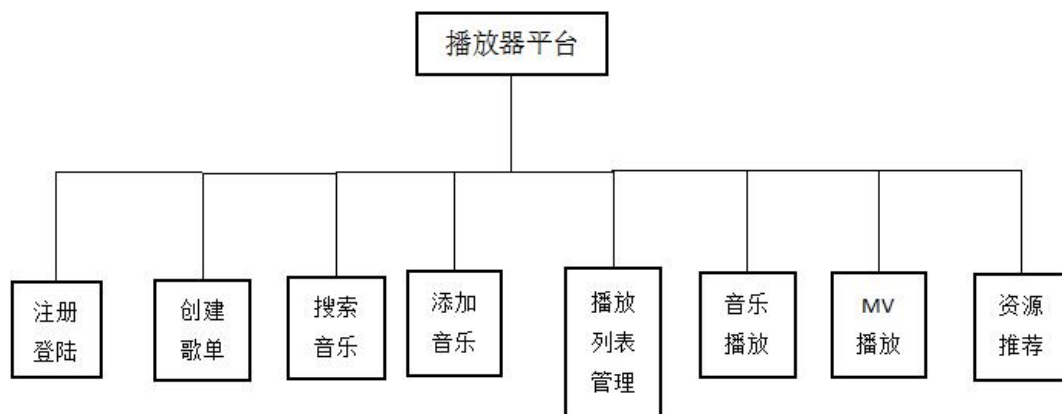 播放器平台
注册
登陆
创建
歌单
搜索
音乐
添加
音乐
播放
列表
管理
音乐
播放
MV
播放
资源
推荐